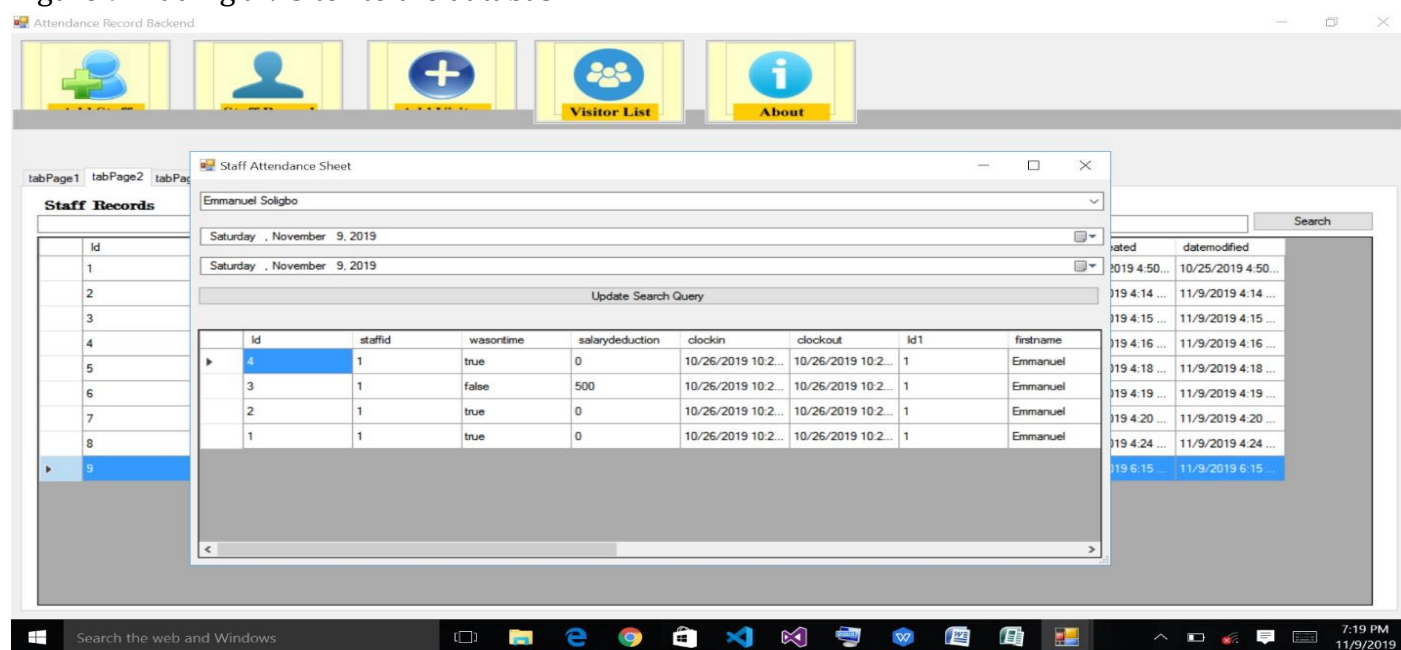 Attendance Record Backend
Visitor List
About
Staff Attendance Sheet
tabPage1 tabPage2
Staff Records
Emmanuel Soligbo
Search
Saturday , November 9, 2019
Saturday , November 9, 2019
Update Search Query
Id datemodified
1 2019 4:50... 10/25/2019 4:50...
2 11/9/2019 4:14 ...
3 11/9/2019 4:15 ...
4 11/9/2019 4:16 ...
5 11/9/2019 4:18 ...
6 11/9/2019 4:19 ...
7 11/9/2019 4:20 ...
8 11/9/2019 4:24 ...
9 11/9/2019 6:15 ...
Id staffid wasontime salarydeduction clockin clockout Id1 firstname
4 1 true 0 10/26/2019 10:2... 10/26/2019 10:2... 1 Emmanuel
3 1 false 500 10/26/2019 10:2... 10/26/2019 10:2... 1 Emmanuel
2 1 true 0 10/26/2019 10:2... 10/26/2019 10:2... 1 Emmanuel
1 1 true 0 10/26/2019 10:2... 10/26/2019 10:2... 1 Emmanuel
Search the web and Windows
7:19 PM
11/9/2019